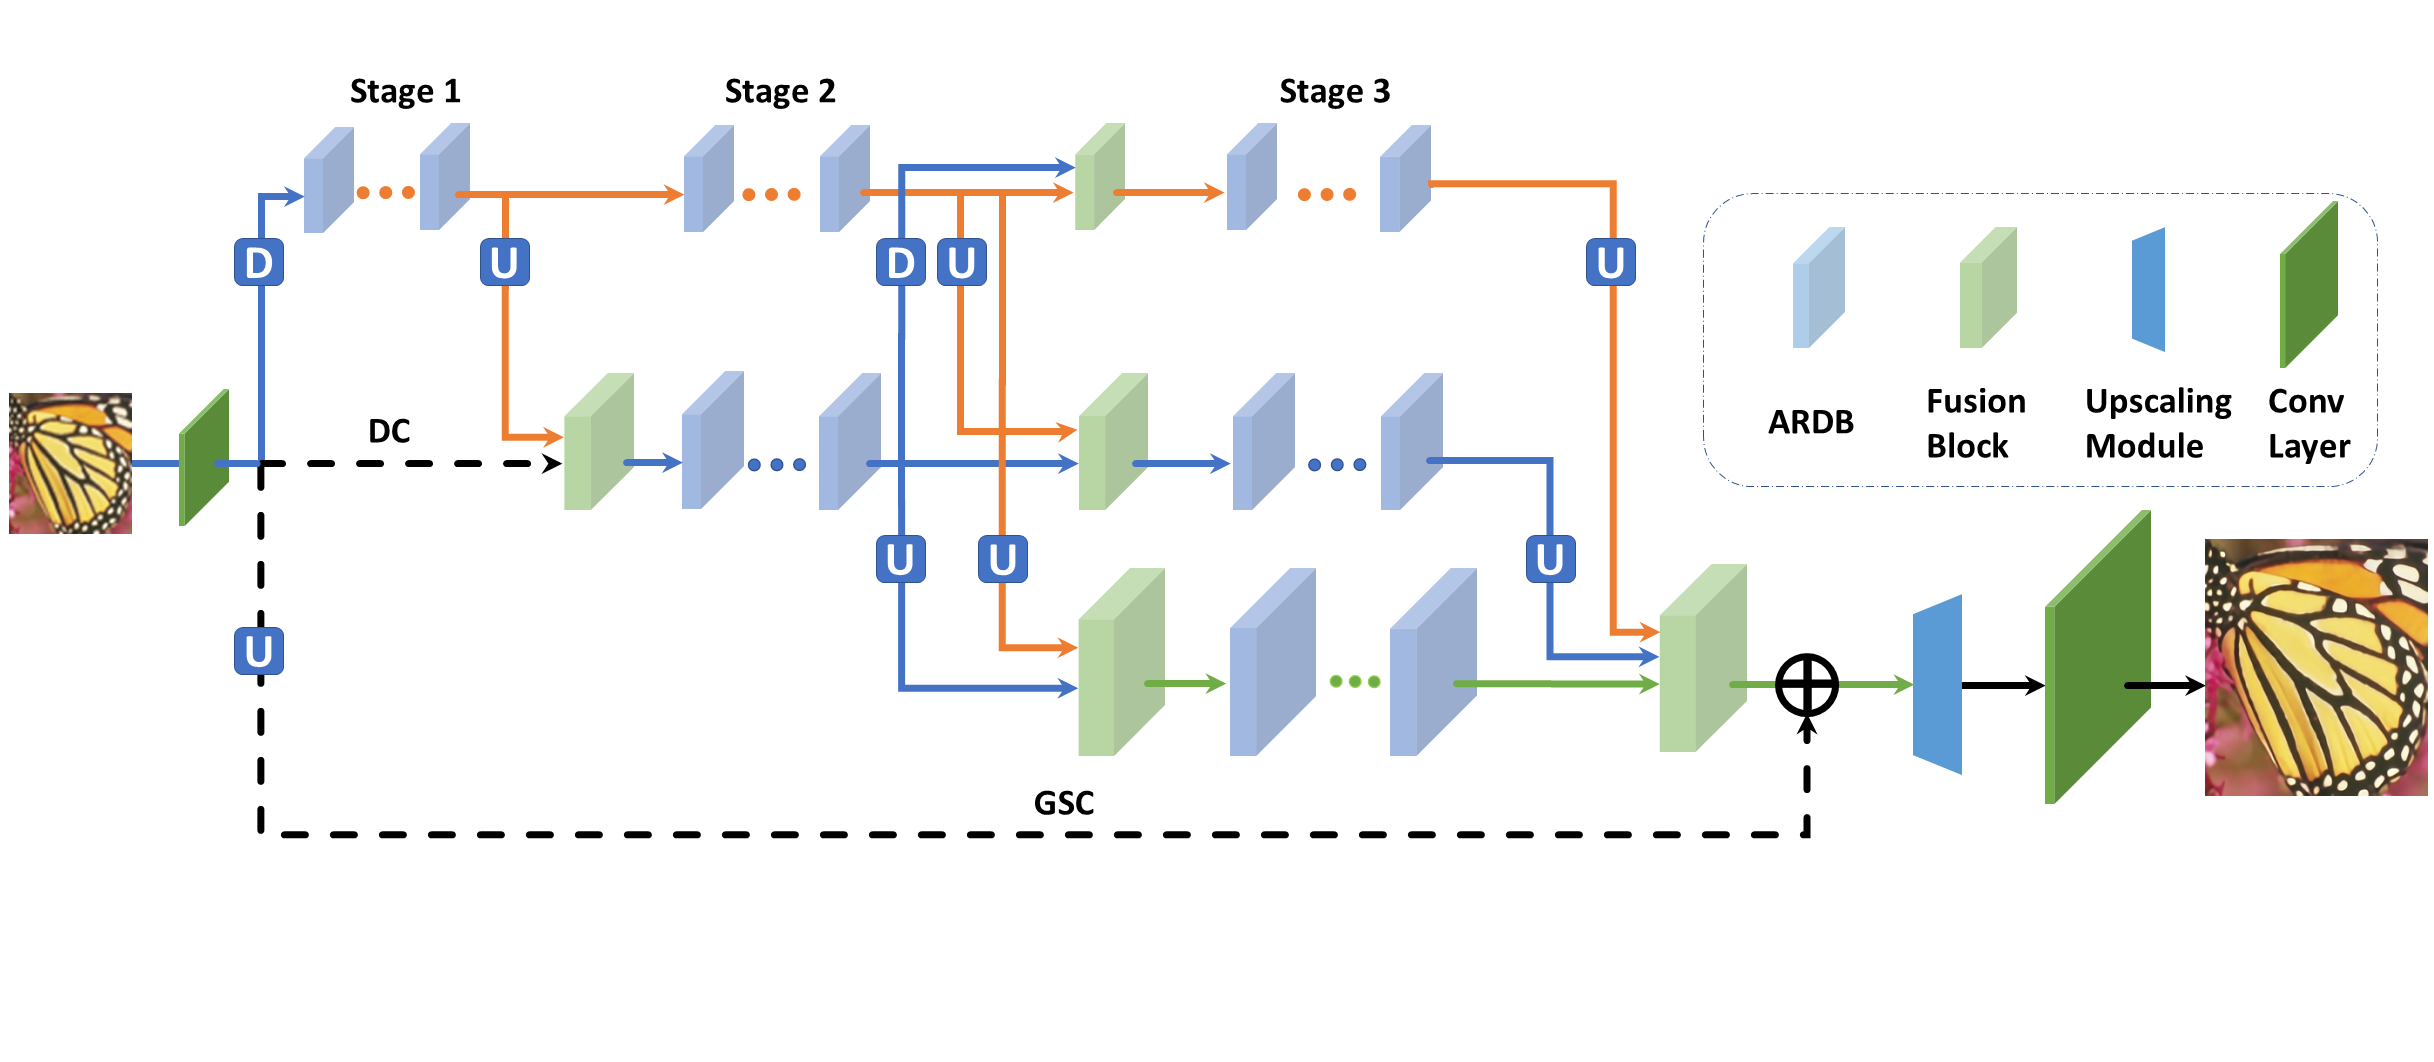 Stage 1
Stage 2
Stage 3
D
U
D
U
U
DC
U
U
U
U
GSC
ARDB
Fusion
Block
Upscaling
Module
Conv
Layer